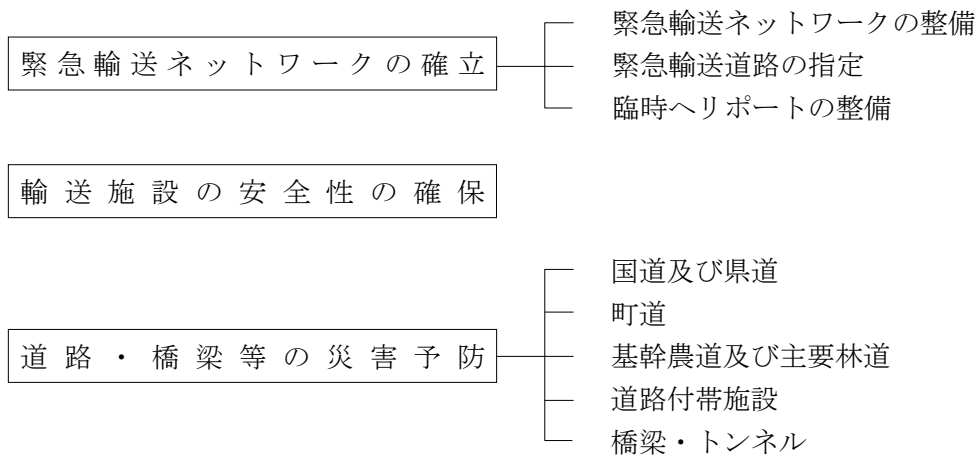 緊急輸送ネットワークの確立
緊急輸送ネットワークの整備
緊急輸送道路の指定
臨時ヘリポートの整備
輸送施設の安全性の確保
道路・橋梁等の災害予防
国道及び県道
町道
基幹農道及び主要林道
道路付帯施設
橋梁・トンネル